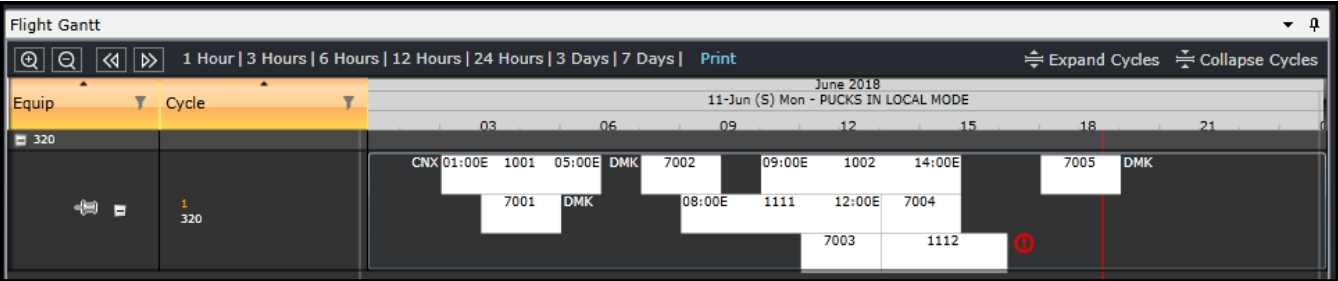 Flight Gantt
1 Hour | 3 Hours | 6 Hours | 12 Hours | 24 Hours | 3 Days | 7 Days | Print Expand Cycles Collapse Cycles
June 2018
Equip Cycle 11-Jun (S) Mon - PUCKS IN LOCAL MODE
03 06 09 12 15 18 21
320
CNX 01:00E 1001 05:00E DMK 7002 09:00E 1002 14:00E 7005 DMK
1 7001 DMK 08:00E 1111 12:00E 7004
320
7003 1112